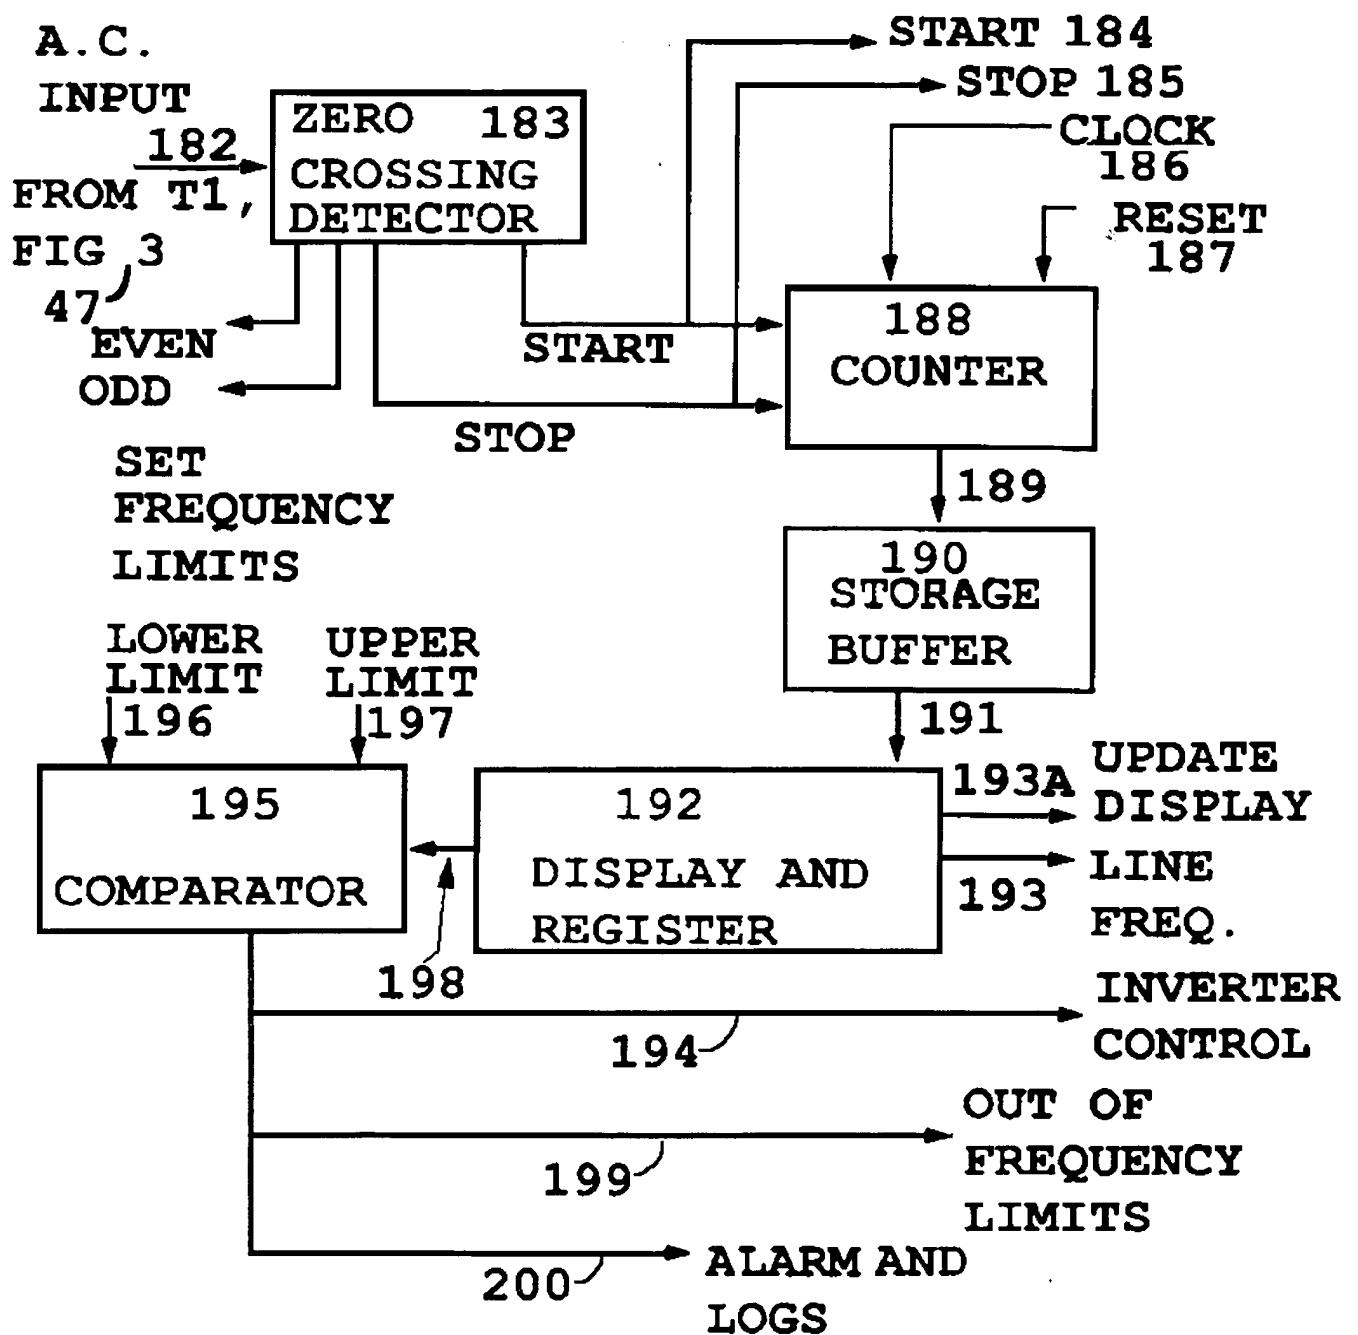 A.C.
INPUT
182
FROM T1,
FIG 3
47
ZERO 183
CROSSING
DETECTOR
START 184
STOP 185
CLOCK
186
RESET
187
EVEN
ODD
START
STOP
188
COUNTER
189
SET
FREQUENCY
LIMITS
190
STORAGE
BUFFER
LOWER
LIMIT
196
UPPER
LIMIT
197
191
195
COMPARATOR
198
192
DISPLAY AND
REGISTER
193A
UPDATE
DISPLAY
193
LINE
FREQ.
194
INVERTER
CONTROL
199
OUT OF
FREQUENCY
LIMITS
200
ALARM AND
LOGS